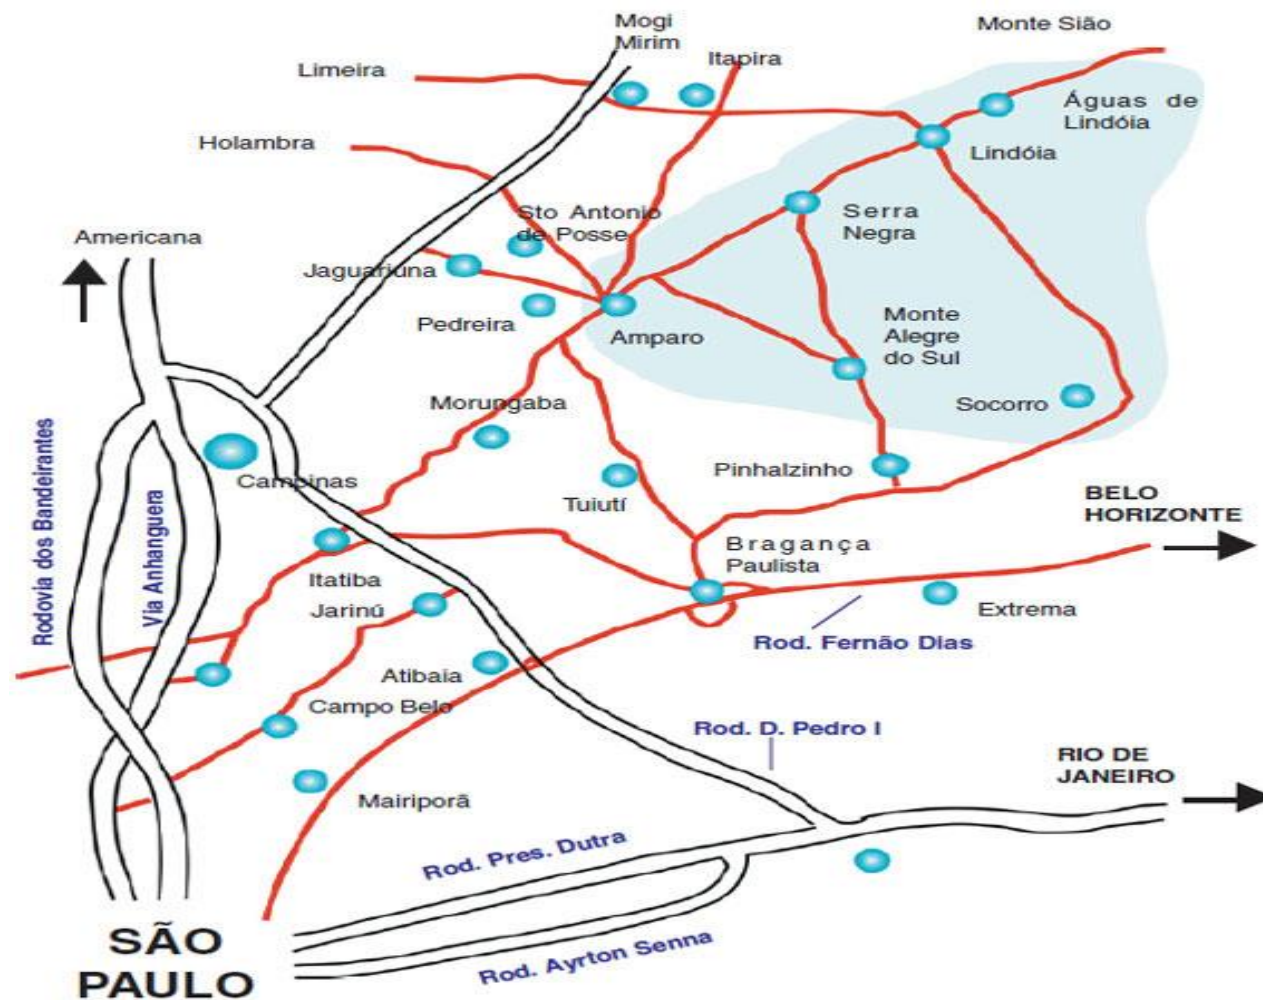 Mogi
Mirim
Monte Sião
Itapira
Limeira
Águas de
Lindóia
Holambra
Lindóia
Sto Antonio
de Posse
Serra
Negra
Americana
Jaguariuna
Pedreira
Amparo
Monte
Alegre
do Sul
Morungaba
Socorro
Rodovia dos Bandeirantes
Via Anhanguera
Campinas
Pinhalzinho
Tuiutí
BELO
HORIZONTE
Bragança
Paulista
Itatiba
Jarinú
Extrema
Rod. Fernão Dias
Atibaia
Campo Belo
Rod. D. Pedro I
RIO DE
JANEIRO
Mairiporã
Rod. Pres. Dutra
Rod. Ayrton Senna
SÃO
PAULO